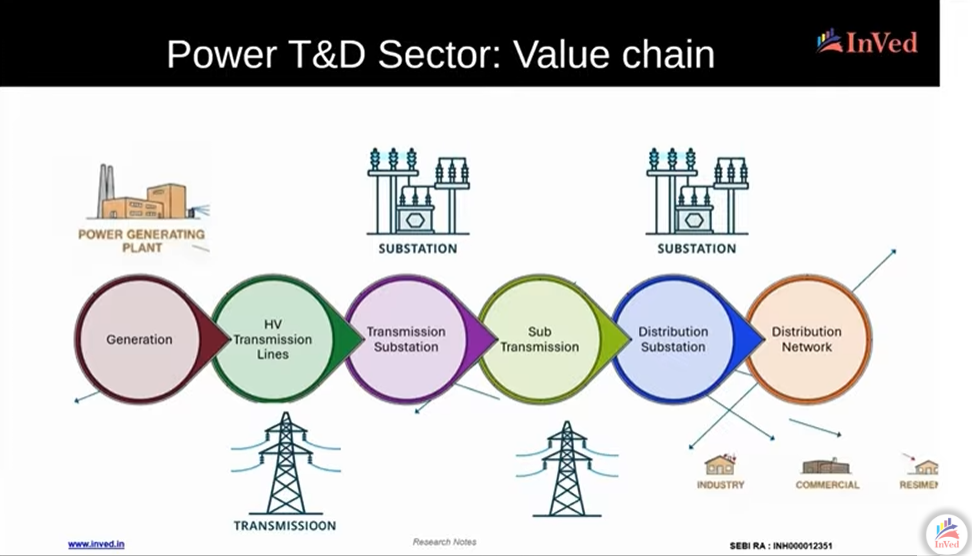 Power T&D Sector: Value chain
InVed
POWER GENERATING
PLANT
SUBSTATION
SUBSTATION
Generation
HV
Transmission
Lines
Transmission
Substation
Sub
Transmission
Distribution
Substation
Distribution
Network
TRANSMISSIOON
INDUSTRY
COMMERCIAL
RESIMEN
www.inved.in
Research Notes
SEBI RA : INH000012351
InVed